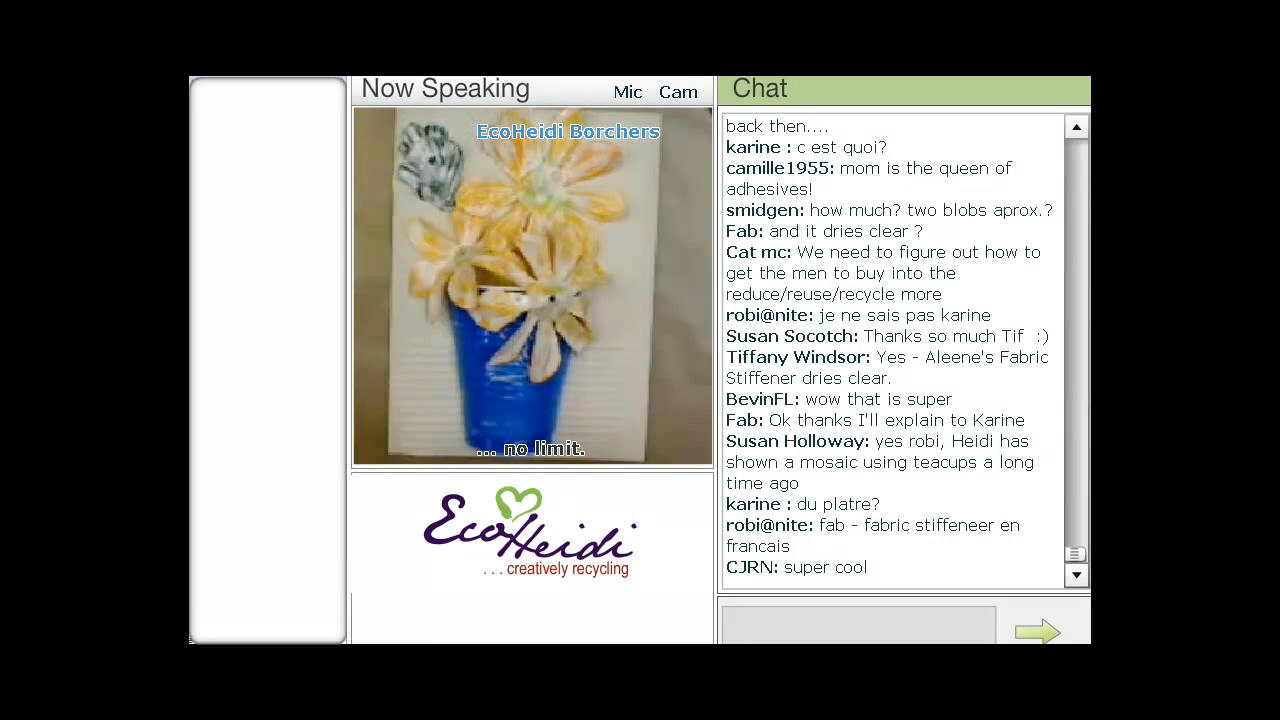 Now Speaking
Mic
Cam
EcoHeidi Borchers
... no limit.
EcoHeidi
. . . creatively recycling
Chat
back then....
karine : c est quoi?
camille1955: mom is the queen of
adhesives!
smidgen: how much? two blobs aprox.?
Fab: and it dries clear ?
Cat mc: We need to figure out how to
get the men to buy into the
reduce/reuse/recycle more
robi@nite: je ne sais pas karine
Susan Socotch: Thanks so much Tif  :)
Tiffany Windsor: Yes - Aleene's Fabric
Stiffener dries clear.
BevinFL: wow that is super
Fab: Ok thanks I'll explain to Karine
Susan Holloway: yes robi, Heidi has
shown a mosaic using teacups a long
time ago
karine : du platre?
robi@nite: fab - fabric stiffeneer en
francais
CJRN: super cool